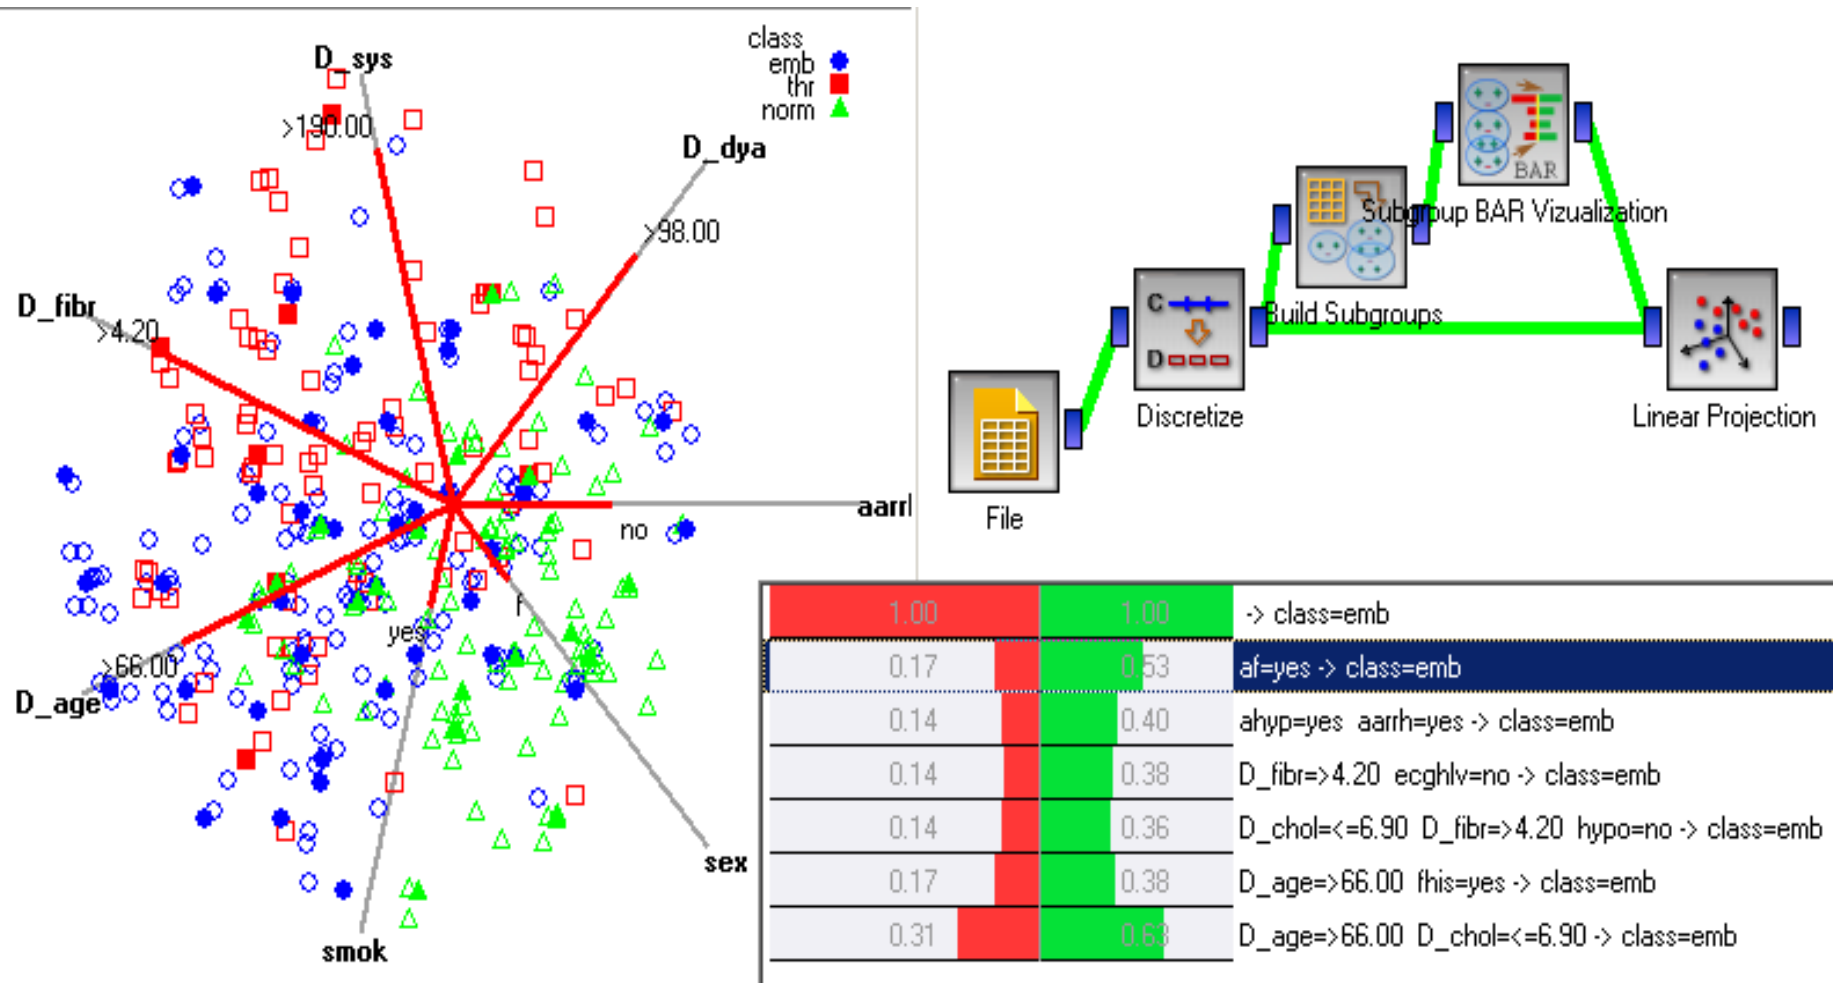 class
emb
thr
norm
D_sys
>190.00
D_dya
>98.00
D_fibr
>4.20
aarrl
no
f
yes
>66.00
D_age
sex
smok
BAR
Subgroup BAR Vizualization
Build Subgroups
C
D
Discretize
Linear Projection
File
1.00 1.00 -> class=emb
0.17 0.53 af=yes -> class=emb
0.14 0.40 ahyp=yes aarrh=yes -> class=emb
0.14 0.38 D_fibr=>4.20 ecghlv=no -> class=emb
0.14 0.36 D_chol=<=6.90 D_fibr=>4.20 hypo=no -> class=emb
0.17 0.38 D_age=>66.00 fhis=yes -> class=emb
0.31 0.63 D_age=>66.00 D_chol=<=6.90 -> class=emb